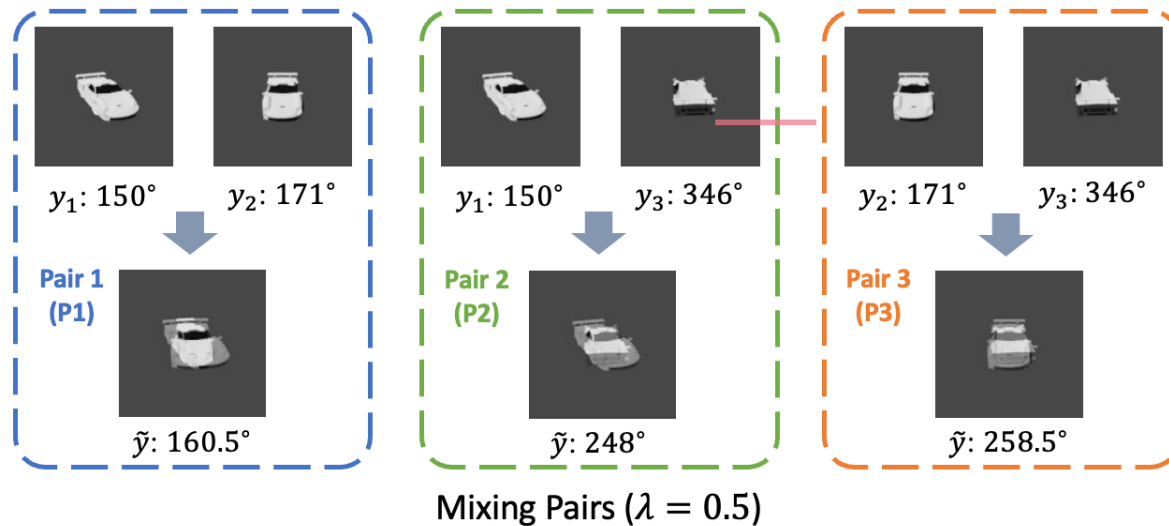 y₁: 150°
y₂: 171°
Pair 1
(P1)
ỹ: 160.5°
y₁: 150°
y₃: 346°
Pair 2
(P2)
ỹ: 248°
y₂: 171°
y₃: 346°
Pair 3
(P3)
ỹ: 258.5°
Mixing Pairs (λ = 0.5)